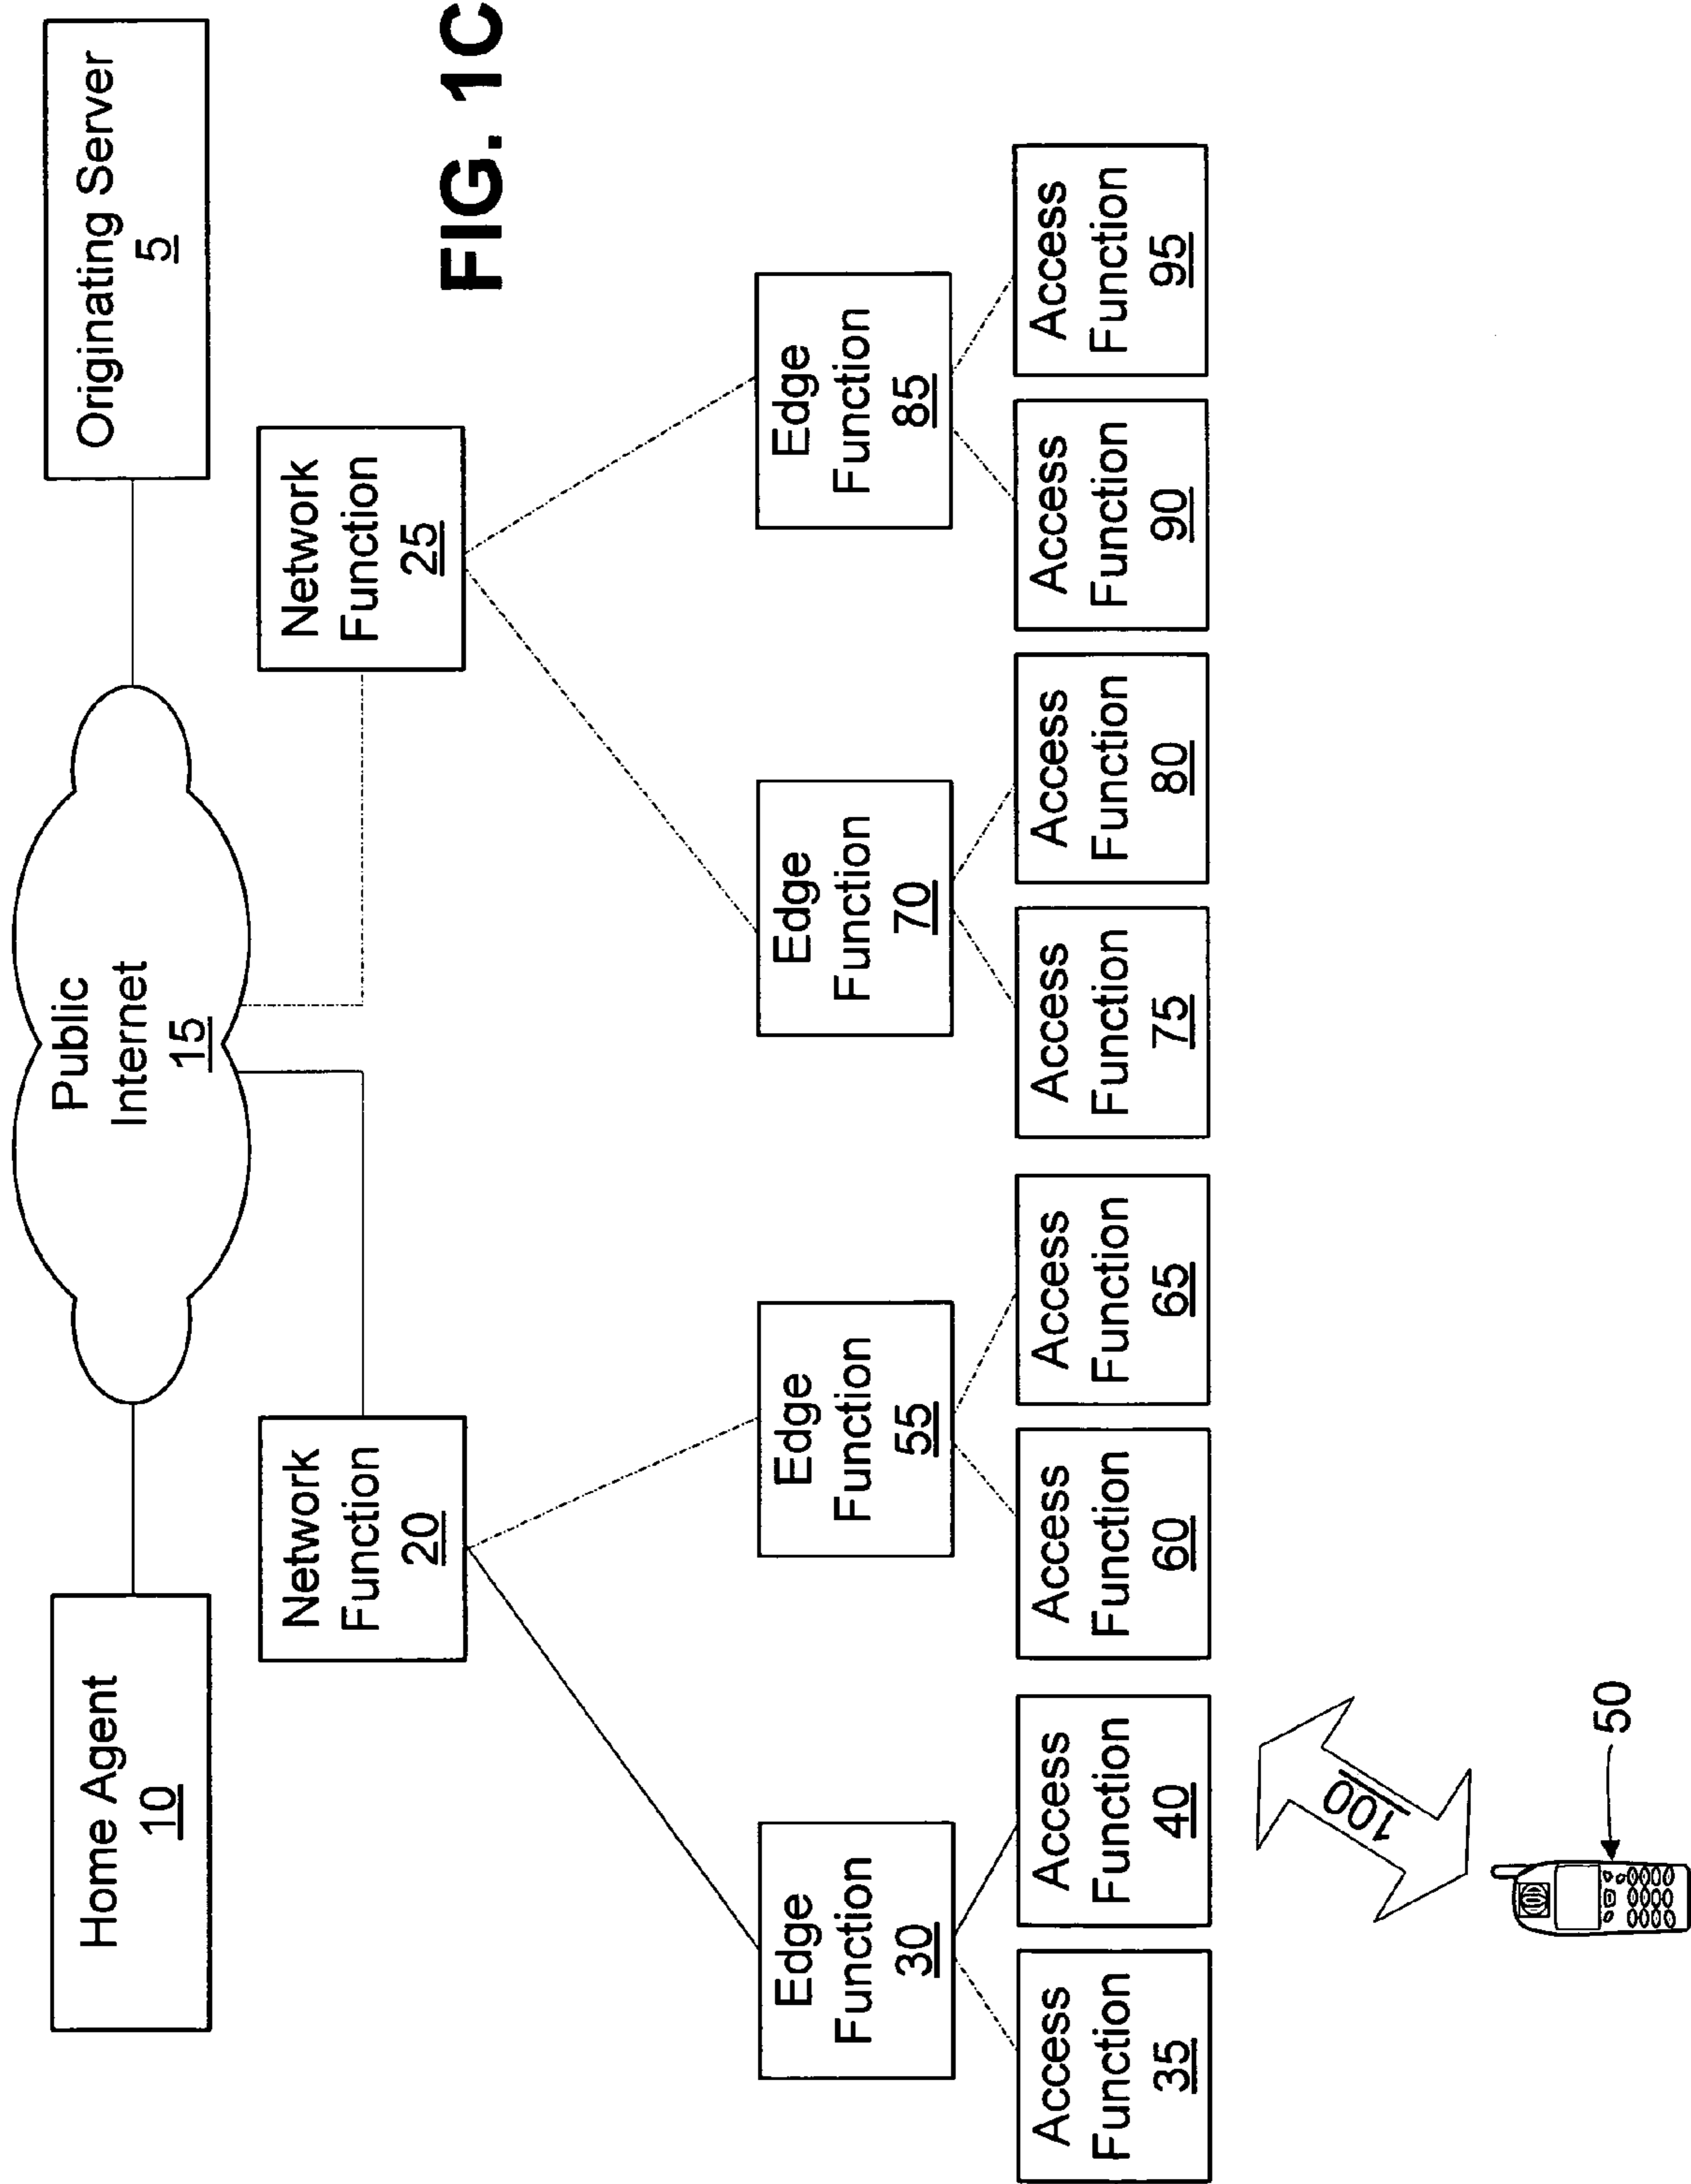 Home Agent
10
Public
Internet
15
Originating Server
5
Network
Function
20
Network
Function
25
FIG. 1C
Edge
Function
30
Edge
Function
55
Edge
Function
70
Edge
Function
85
Access
Function
35
Access
Function
40
Access
Function
60
Access
Function
65
Access
Function
75
Access
Function
80
Access
Function
90
Access
Function
95
100
50